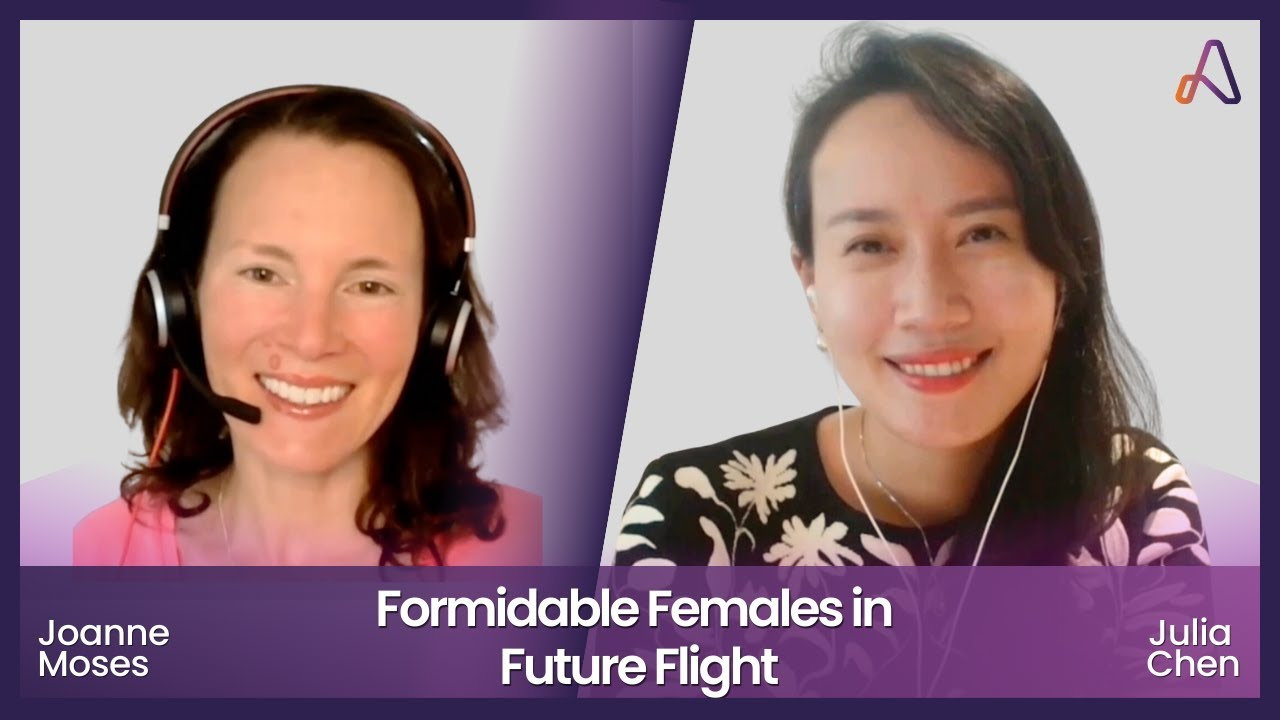 Joanne
Moses
Formidable Females in
Future Flight
Julia
Chen